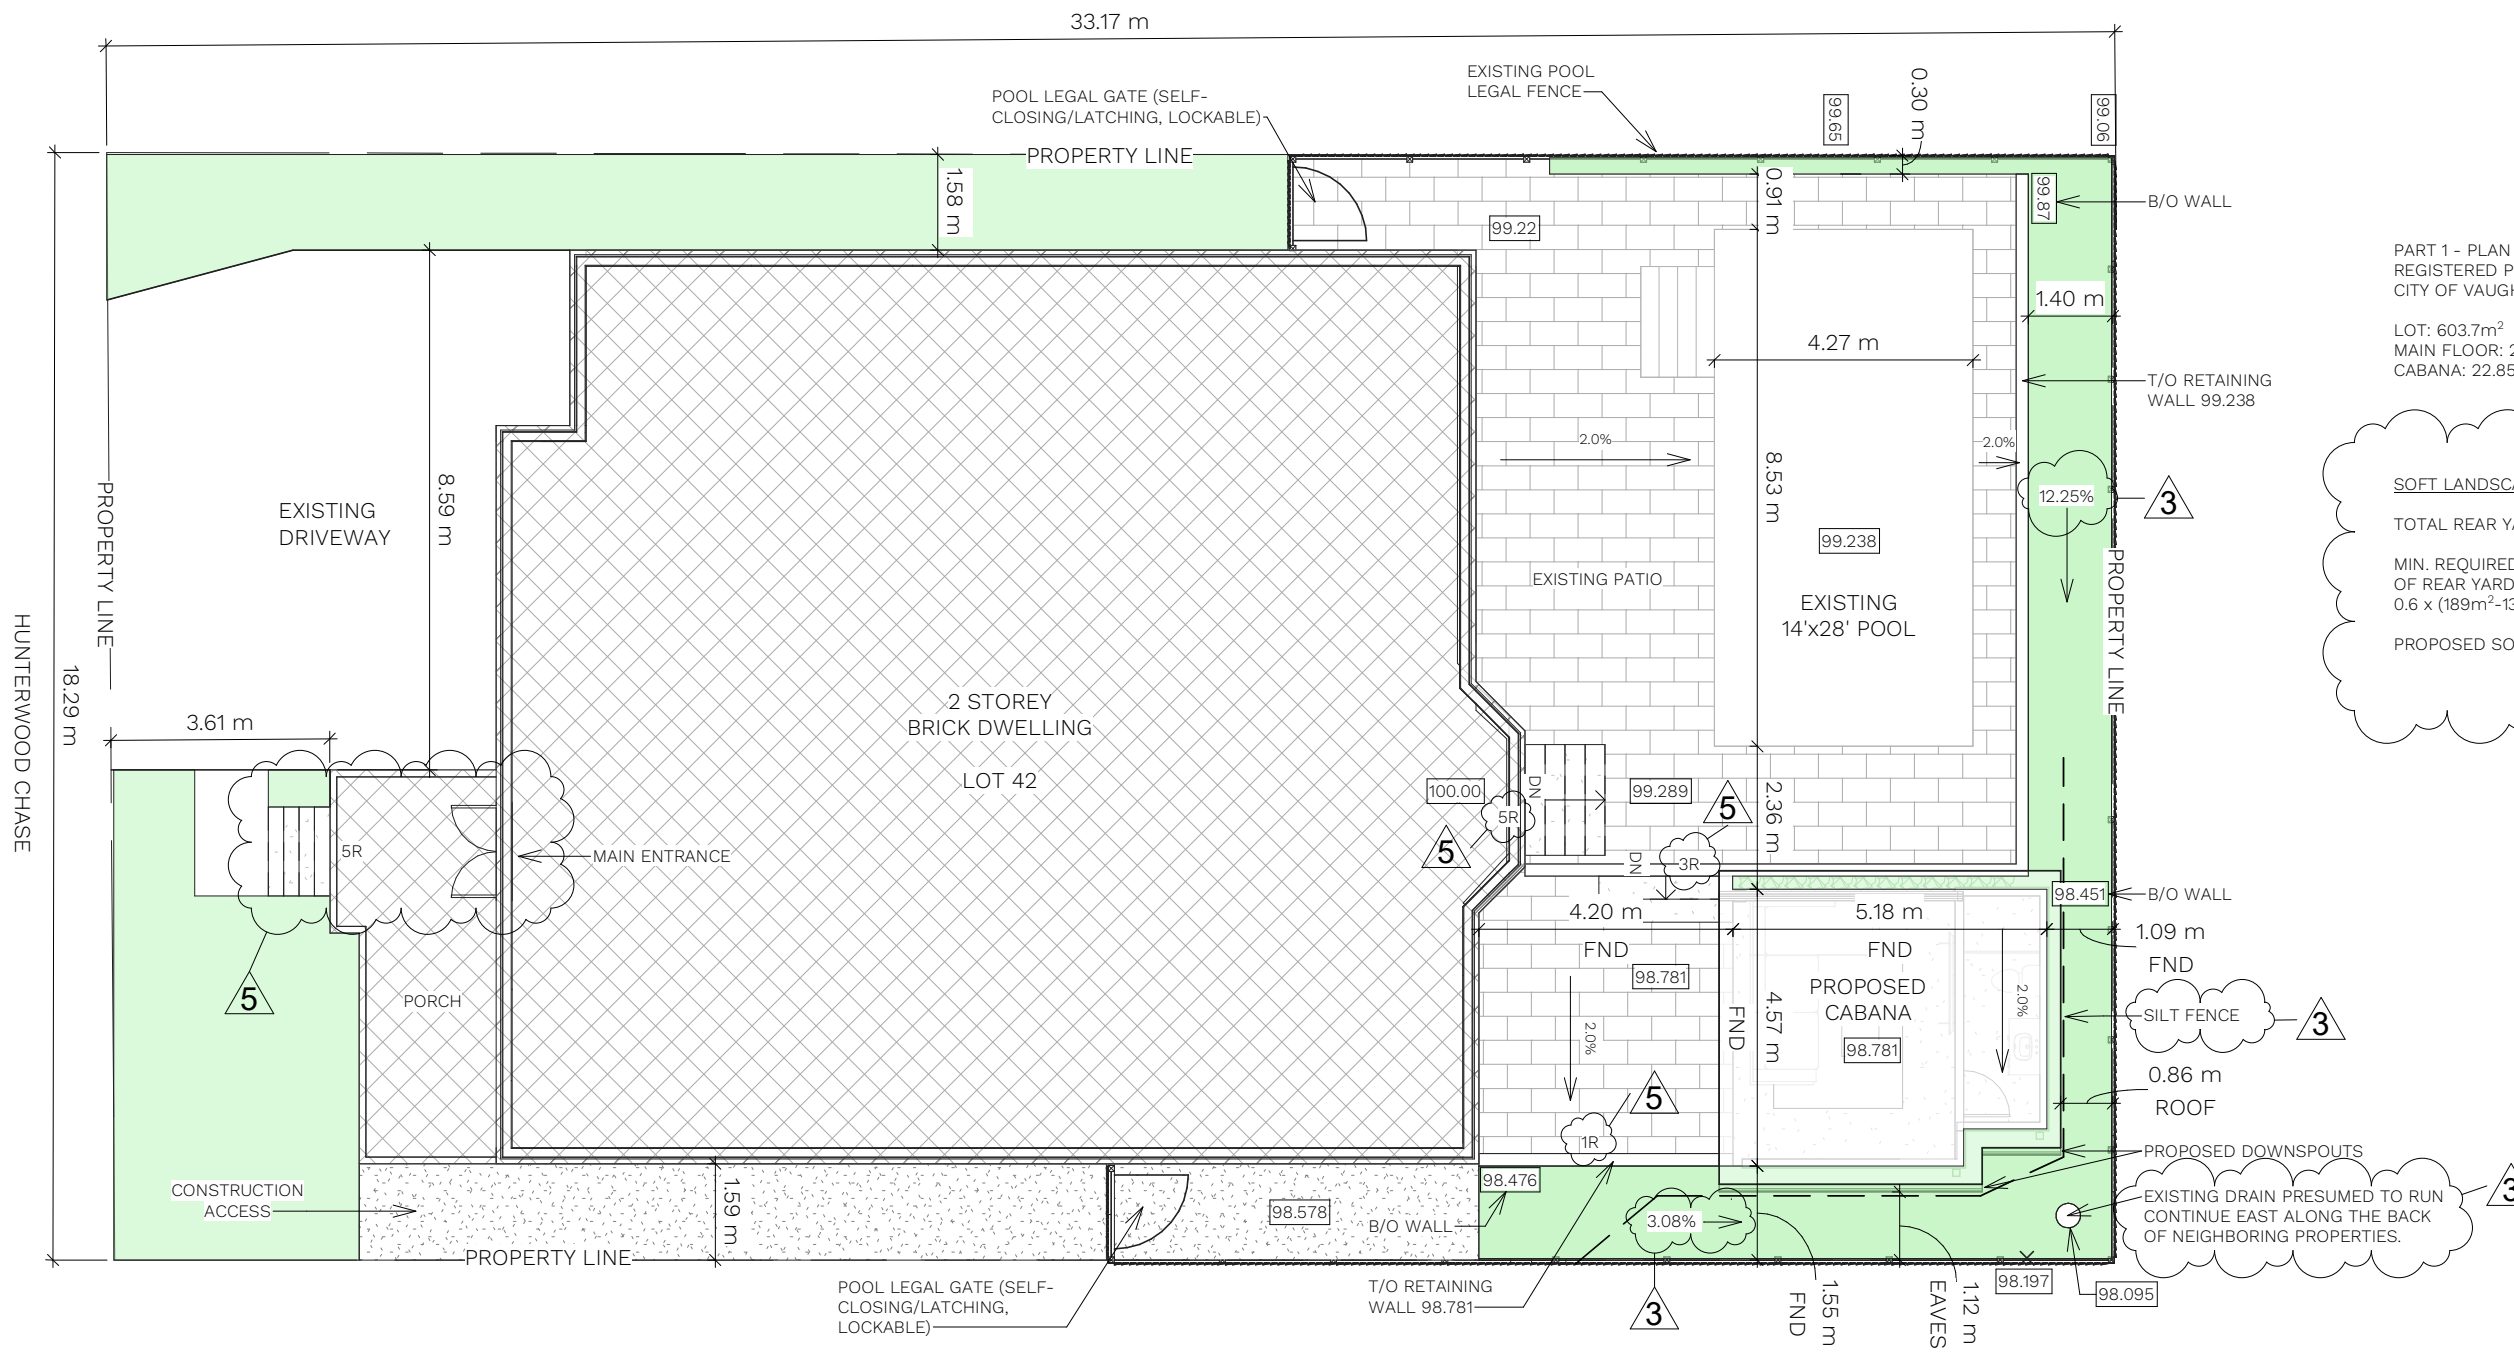 33.17 m
EXISTING POOL
LEGAL FENCE
POOL LEGAL GATE (SELF-
CLOSING/LATCHING, LOCKABLE)
99.65
0.30 m
99.06
PROPERTY LINE
1.58 m
0.91 m
99.87
B/O WALL
99.22
PART 1 - PLAN
REGISTERED P
CITY OF VAUGH
1.40 m
LOT: 603.7m²
MAIN FLOOR: 2
CABANA: 22.85
4.27 m
T/O RETAINING
WALL 99.238
2.0%
2.0%
8.53 m
8.59 m
PROPERTY LINE
EXISTING
DRIVEWAY
12.25%
3
SOFT LANDSCA
TOTAL REAR YA
MIN. REQUIRED
OF REAR YARD
0.6 x (189m²-13
PROPOSED SO
99.238
EXISTING PATIO
EXISTING
14'x28' POOL
PROPERTY LINE
HUNTERWOOD CHASE
18.29 m
3.61 m
2 STOREY
BRICK DWELLING
LOT 42
100.00
DN
5R
5
99.289
5
2.36 m
5R
MAIN ENTRANCE
DN
3R
98.451
B/O WALL
4.20 m
FND
5.18 m
FND
1.09 m
FND
98.781
PROPOSED
CABANA
98.781
4.57 m
FND
2.0%
2.0%
SILT FENCE
3
5
PORCH
0.86 m
ROOF
5
1R
PROPOSED DOWNSPOUTS
CONSTRUCTION
ACCESS
1.59 m
98.578
98.476
B/O WALL
3.08%
EXISTING DRAIN PRESUMED TO RUN
CONTINUE EAST ALONG THE BACK
OF NEIGHBORING PROPERTIES.
3
PROPERTY LINE
POOL LEGAL GATE (SELF-
CLOSING/LATCHING,
LOCKABLE)
T/O RETAINING
WALL 98.781
3
1.55 m
FND
1.12 m
EAVES
98.197
98.095